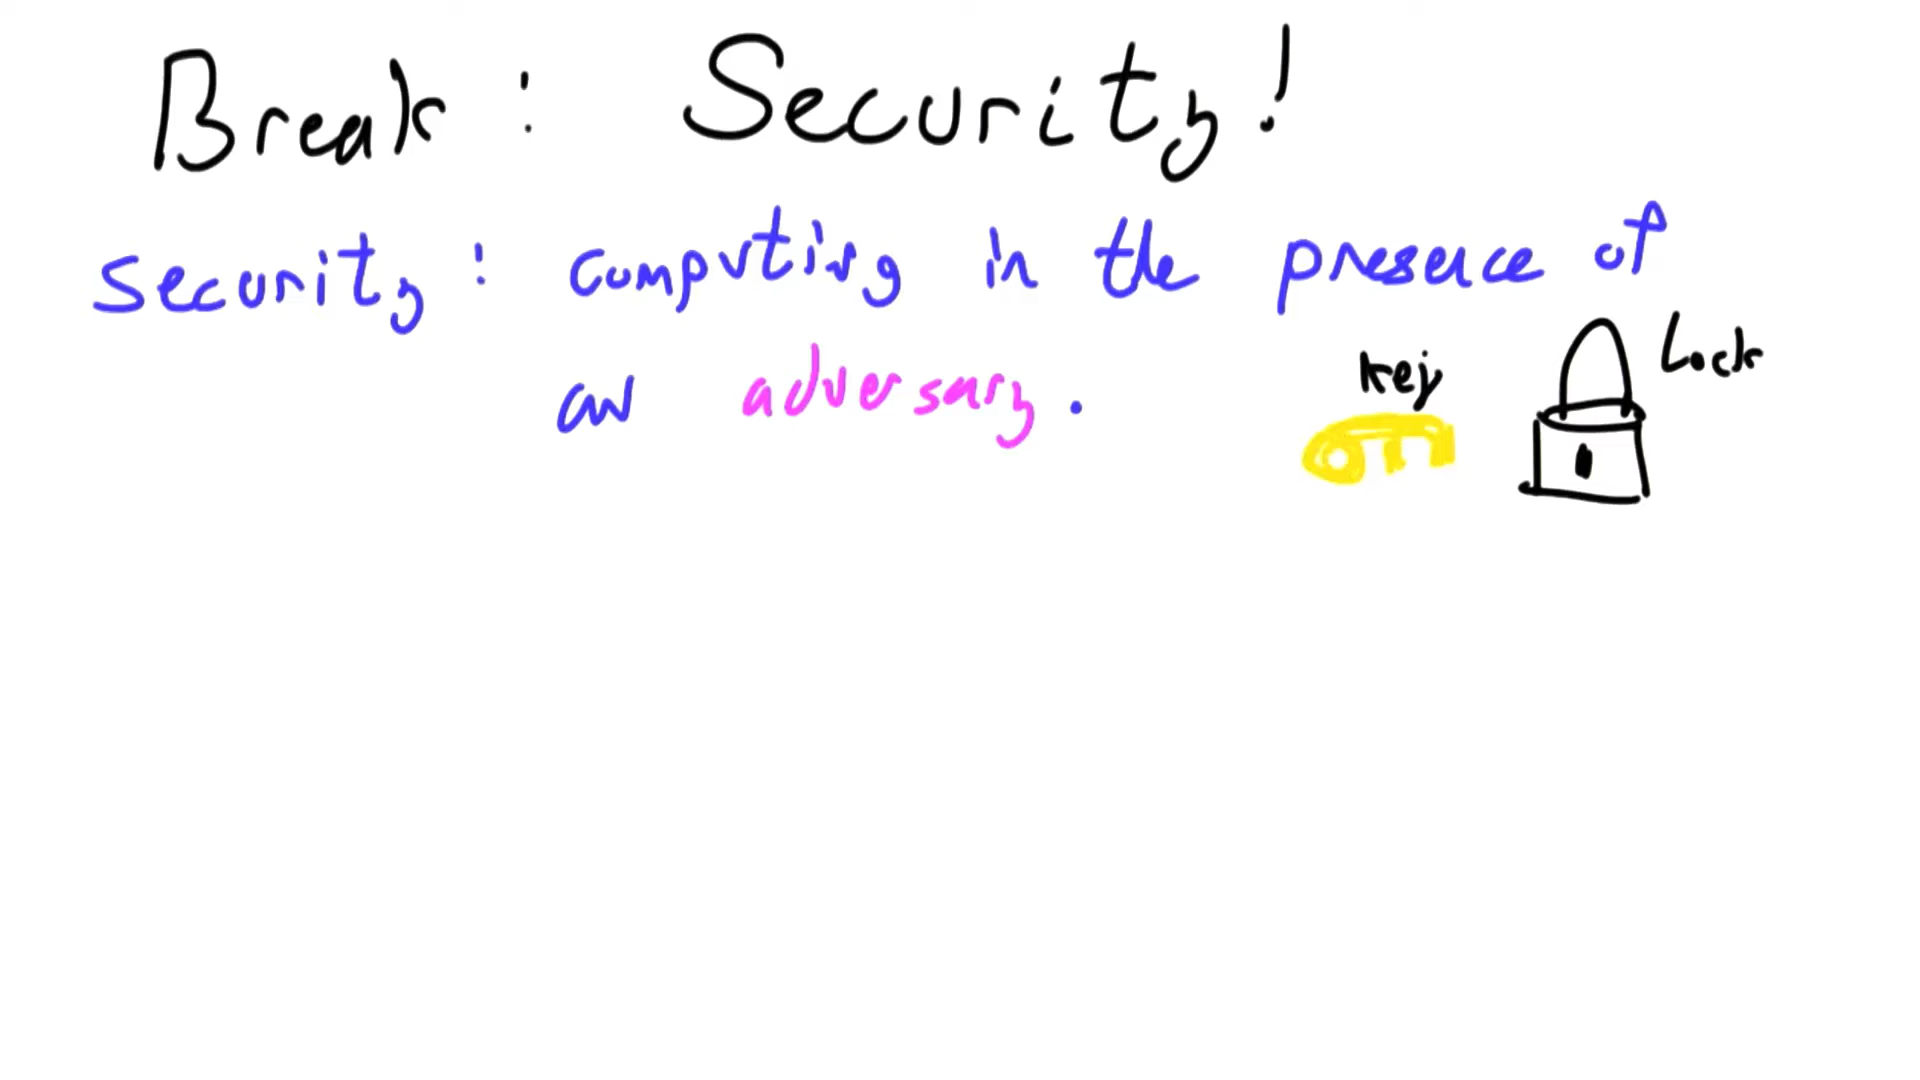 Break: Security!
security: computing in the presence of
an adversary.
key
Lock